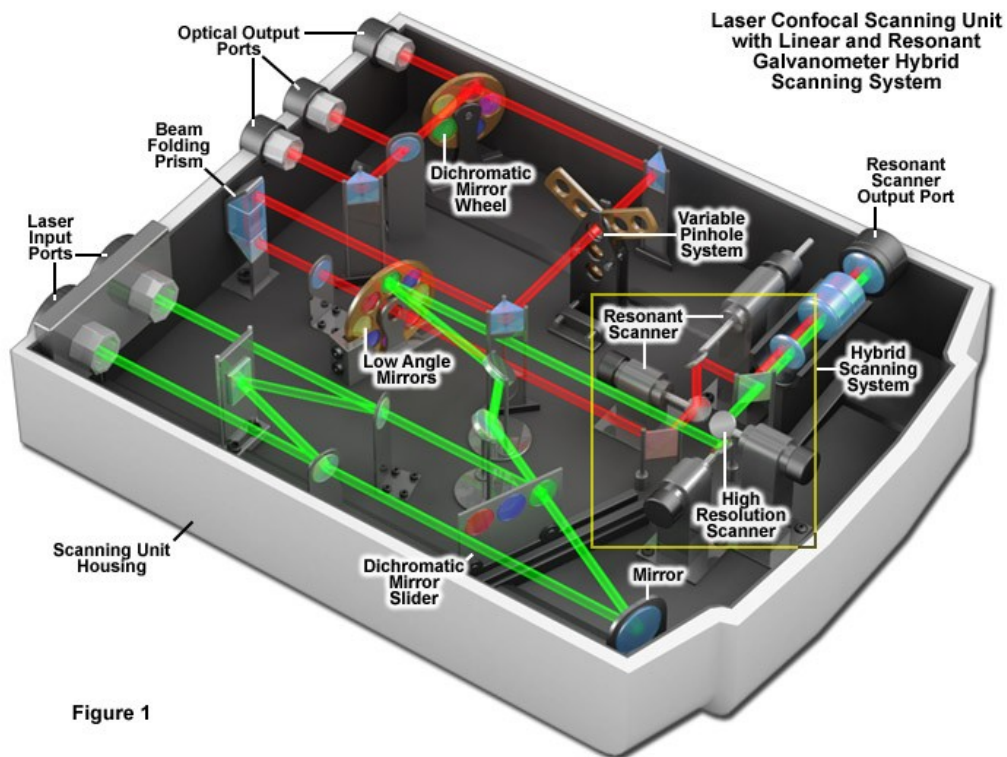 Laser Confocal Scanning Unit
with Linear and Resonant
Galvanometer Hybrid
Scanning System
Optical Output
Ports
Beam
Folding
Prism
Laser
Input
Ports
Dichromatic
Mirror
Wheel
Resonant
Scanner
Output Port
Variable
Pinhole
System
Resonant
Scanner
Low Angle
Mirrors
Hybrid
Scanning
System
High
Resolution
Scanner
Scanning Unit
Housing
Dichromatic
Mirror
Slider
Mirror
Figure 1